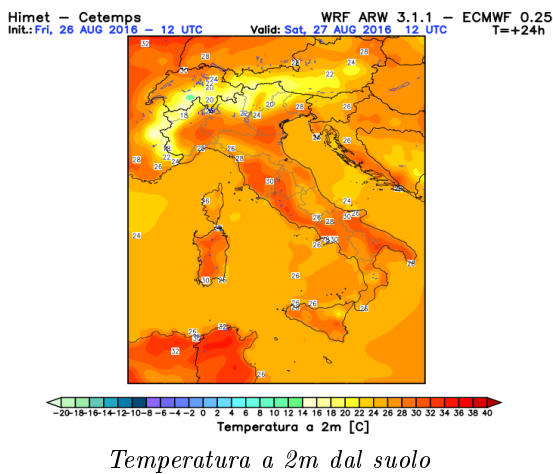 Himet – Cetemps WRF ARW 3.1.1 – ECMWF 0.25
Init.: Fri, 26 AUG 2016 – 12 UTC Valid: Sat, 27 AUG 2016 12 UTC T=+24h
-20 -18 -16 -14 -12 -10 -8 -6 -4 -2 0 2 4 6 8 10 12 14 16 18 20 22 24 26 28 30 32 34 36 38 40
Temperatura a 2m [C]
Temperatura a 2m dal suolo